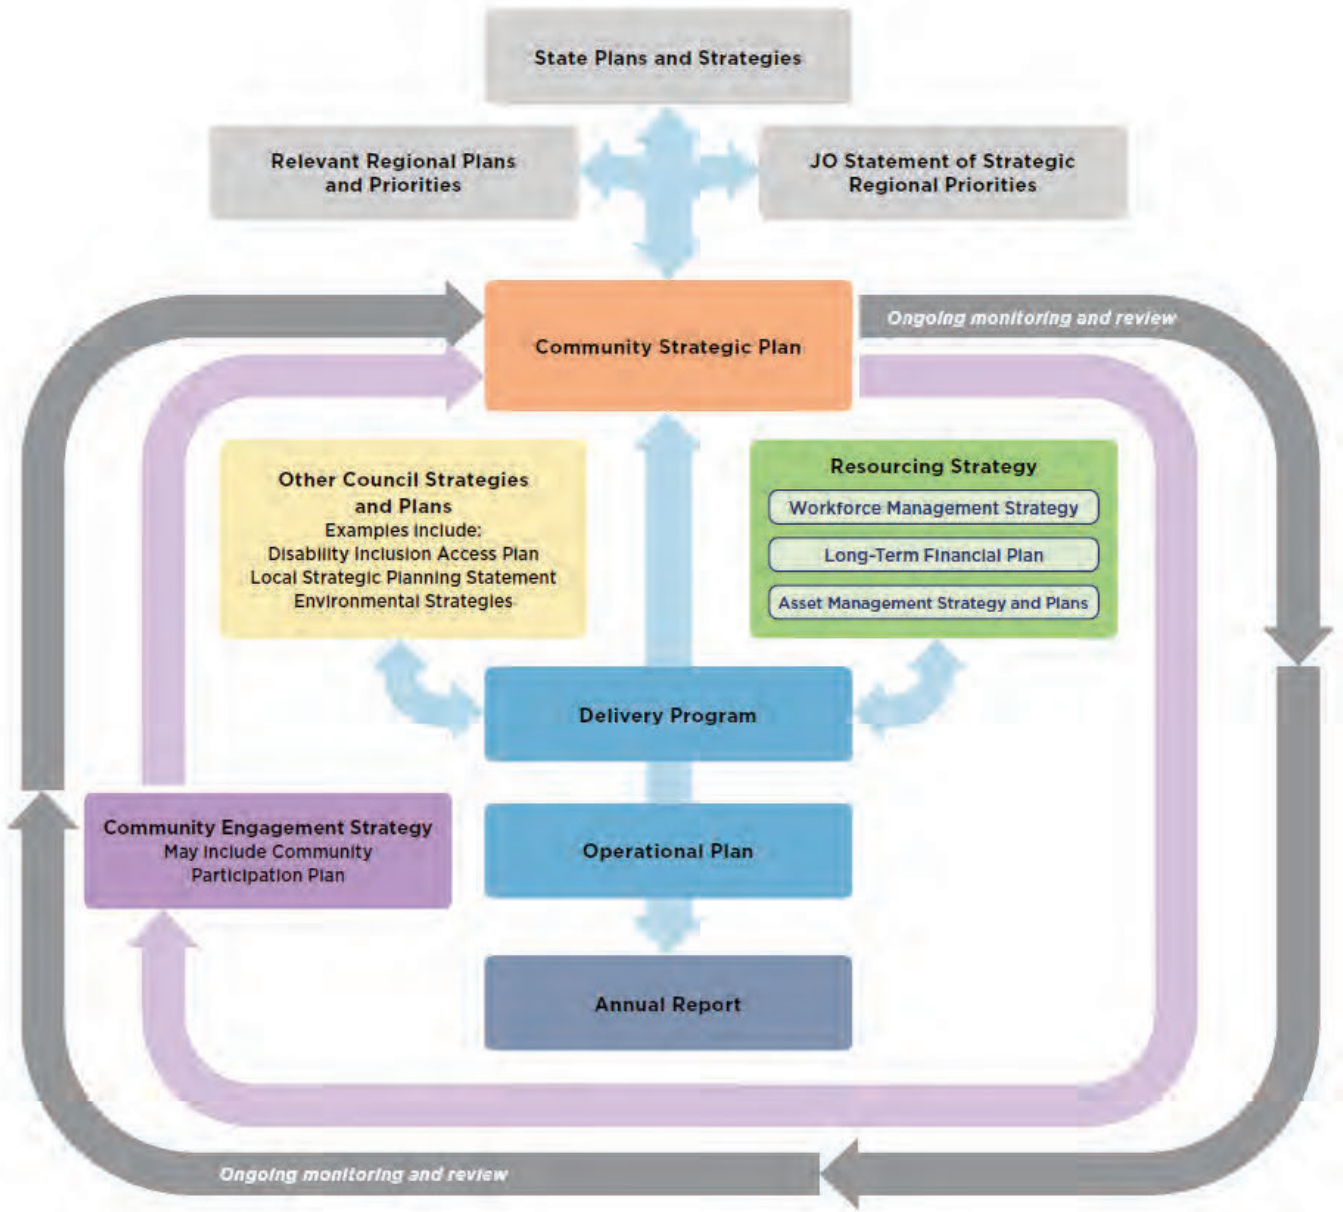 State Plans and Strategies
Relevant Regional Plans
and Priorities
JO Statement of Strategic
Regional Priorities
Community Strategic Plan
Ongoing monitoring and review
Other Council Strategies
and Plans
Examples include:
Disability Inclusion Access Plan
Local Strategic Planning Statement
Environmental Strategies
Resourcing Strategy
Workforce Management Strategy
Long-Term Financial Plan
Asset Management Strategy and Plans
Delivery Program
Community Engagement Strategy
May include Community
Participation Plan
Operational Plan
Annual Report
Ongoing monitoring and review